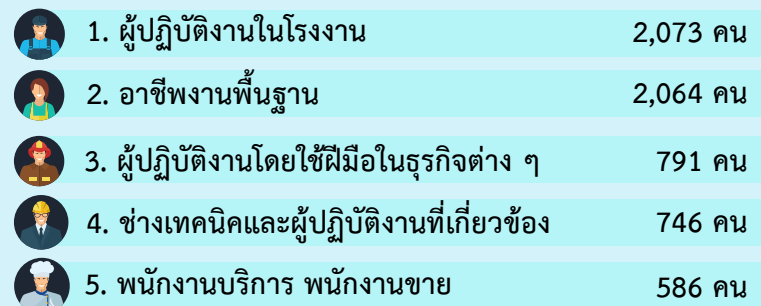 1. ผู้ปฏิบัติงานในโรงงาน 2,073 คน
2. อาชีพงานพื้นฐาน 2,064 คน
3. ผู้ปฏิบัติงานโดยใช้ฝีมือในธุรกิจต่าง ๆ 791 คน
4. ช่างเทคนิคและผู้ปฏิบัติงานที่เกี่ยวข้อง 746 คน
5. พนักงานบริการ พนักงานขาย 586 คน